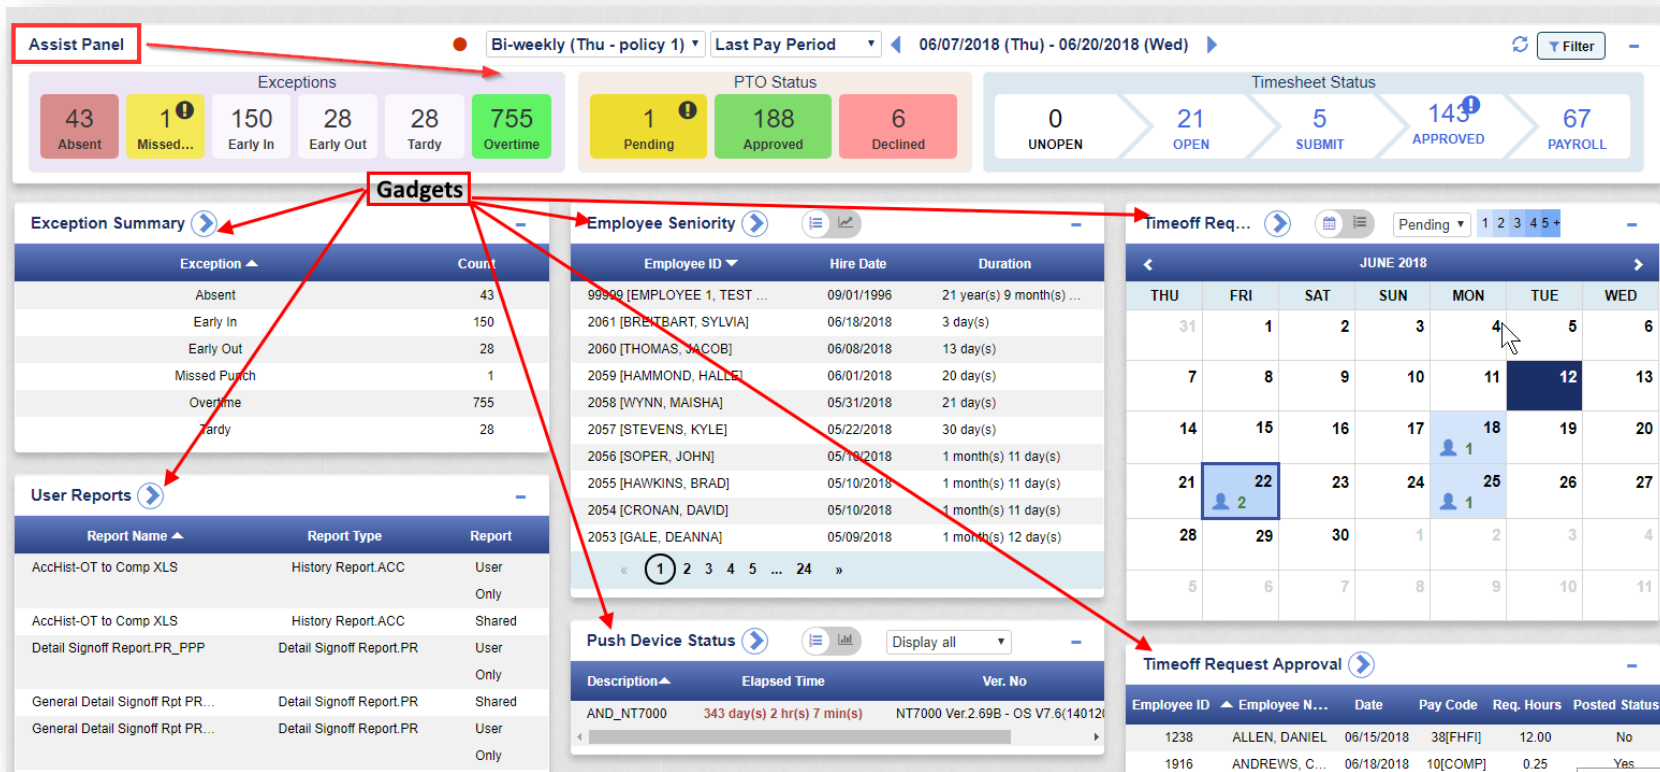 Assist Panel
Bi-weekly (Thu - policy 1)
Last Pay Period
06/07/2018 (Thu) - 06/20/2018 (Wed)
Filter
Exceptions
43
Absent
1
Missed...
150
Early In
28
Early Out
28
Tardy
755
Overtime
PTO Status
1
Pending
188
Approved
6
Declined
Timesheet Status
0
UNOPEN
21
OPEN
5
SUBMIT
143
APPROVED
67
PAYROLL
Gadgets
Exception Summary
Exception Count
Absent 43
Early In 150
Early Out 28
Missed Punch 1
Overtime 755
Tardy 28
User Reports
Report Name Report Type Report
AccHist-OT to Comp XLS History Report.ACC User
Only
AccHist-OT to Comp XLS History Report.ACC Shared
Detail Signoff Report.PR_PPP Detail Signoff Report.PR User
Only
General Detail Signoff Rpt PR... Detail Signoff Report.PR Shared
General Detail Signoff Rpt PR... Detail Signoff Report.PR User
Only
Employee Seniority
Employee ID Hire Date Duration
99999 [EMPLOYEE 1, TEST ... 09/01/1996 21 year(s) 9 month(s) ...
2061 [BREITBART, SYLVIA] 06/18/2018 3 day(s)
2060 [THOMAS, JACOB] 06/08/2018 13 day(s)
2059 [HAMMOND, HALLE] 06/01/2018 20 day(s)
2058 [WYNN, MAISHA] 05/31/2018 21 day(s)
2057 [STEVENS, KYLE] 05/22/2018 30 day(s)
2056 [SOPER, JOHN] 05/10/2018 1 month(s) 11 day(s)
2055 [HAWKINS, BRAD] 05/10/2018 1 month(s) 11 day(s)
2054 [CRONAN, DAVID] 05/10/2018 1 month(s) 11 day(s)
2053 [GALE, DEANNA] 05/09/2018 1 month(s) 12 day(s)
« 1 2 3 4 5 ... 24 »
Push Device Status
Display all
Description Elapsed Time Ver. No
AND_NT7000 343 day(s) 2 hr(s) 7 min(s) NT7000 Ver.2.69B - OS V7.6(14012
Timeoff Req...
Pending
1 2 3 4 5 +
JUNE 2018
THU FRI SAT SUN MON TUE WED
31 1 2 3 4 5 6
7 8 9 10 11 12 13
14 15 16 17 18 19 20
1
21 22 23 24 25 26 27
2 1
28 29 30 1 2 3 4
5 6 7 8 9 10 11
Timeoff Request Approval
Employee ID Employee N... Date Pay Code Req. Hours Posted Status
1238 ALLEN, DANIEL 06/15/2018 38[FHFI] 12.00 No
1916 ANDREWS, C... 06/18/2018 10[COMP] 0.25 Yes